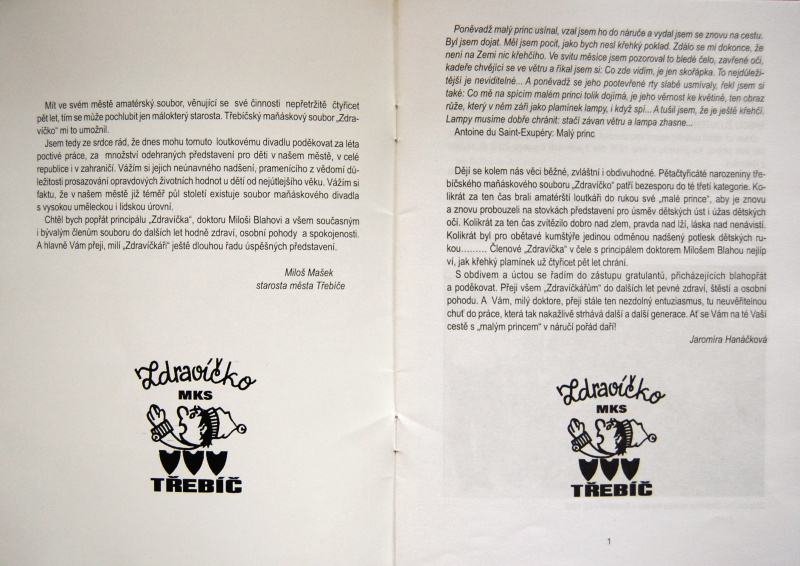 Mít ve svém městě amatérský soubor, věnující se své činnosti nepřetržitě čtyřicet
pět let, tím se může pochlubit jen málokterý starosta. Třebíčský maňáskový soubor „Zdra-
víčko" mi to umožnil.
Jsem tedy ze srdce rád, že dnes mohu tomuto loutkovému divadlu poděkovat za léta
poctivé práce, za množství odehraných představení pro děti v našem městě, v celé
republice i v zahraničí. Vážím si jejich neúnavného nadšení, pramenícího z vědomí dů-
ležitosti prosazování opravdových životních hodnot u dětí od nejútlejšího věku. Vážím si
faktu, že v našem městě již téměř půl století existuje soubor maňáskového divadla
s vysokou uměleckou i lidskou úrovní.
Chtěl bych popřát principálu „Zdravíčka", doktoru Miloši Blahovi a všem současným
i bývalým členům souboru do dalších let hodně zdraví, osobní pohody a spokojenosti.
A hlavně Vám přeji, milí „Zdravíčkáři" ještě dlouhou řadu úspěšných představení.
Miloš Mašek
starosta města Třebíče
Zdravíčko
MKS
TŘEBÍČ
Poněvadž malý princ usínal, vzal jsem ho do náruče a vydal jsem se znovu na cestu.
Byl jsem dojat. Měl jsem pocit, jako bych nesl křehký poklad. Zdálo se mi dokonce, že
není na Zemi nic křehčího. Ve svitu měsíce jsem pozoroval to bledé čelo, zavřené oči,
kadeře chvějící se ve větru a říkal jsem si: Co zde vidím, je jen skořápka. To nejdůleži-
tější je neviditelné... A poněvadž se jeho pootevřené rty slabě usmívaly, řekl jsem si
také: Co mě na spícím malém princi tolik dojímá, je jeho věrnost ke květině, ten obraz
růže, který v něm září jako plamínek lampy, i když spí... A tušil jsem, že je ještě křehčí.
Lampy musíme dobře chránit: stačí závan větru a lampa zhasne...
Antoine du Saint-Exupéry: Malý princ
Dějí se kolem nás věci běžné, zvláštní i obdivuhodné. Pětačtyřicáté narozeniny tře-
bíčského maňáskového souboru „Zdravíčko" patří bezesporu do té třetí kategorie. Ko-
likrát za ten čas brali amatérští loutkáři do rukou své „malé prince", aby je znovu
a znovu probouzeli na stovkách představení pro úsměv dětských úst i úžas dětských
očí. Kolikrát za ten čas zvítězilo dobro nad zlem, pravda nad lží, láska nad nenávistí.
Kolikrát byl pro obětavé kumštýře jedinou odměnou nadšený potlesk dětských ru-
kou......... Členové „Zdravíčka" v čele s principálem doktorem Milošem Blahou nejlíp
ví, jak křehký plamínek už čtyřicet pět let chrání.
S obdivem a úctou se řadím do zástupu gratulantů, přicházejících blahopřát
a poděkovat. Přeji všem „Zdravíčkářům" do dalších let pevné zdraví, štěstí a osobní
pohodu. A Vám, milý doktore, přeji stále ten nezdolný entuziasmus, tu neuvěřitelnou
chuť do práce, která tak nakažlivě strhává další a další generace. Ať se Vám na té Vaší
cestě s „malým princem" v náručí pořád daří!
Jaromíra Hanáčková
Zdravíčko
MKS
TŘEBÍČ
1